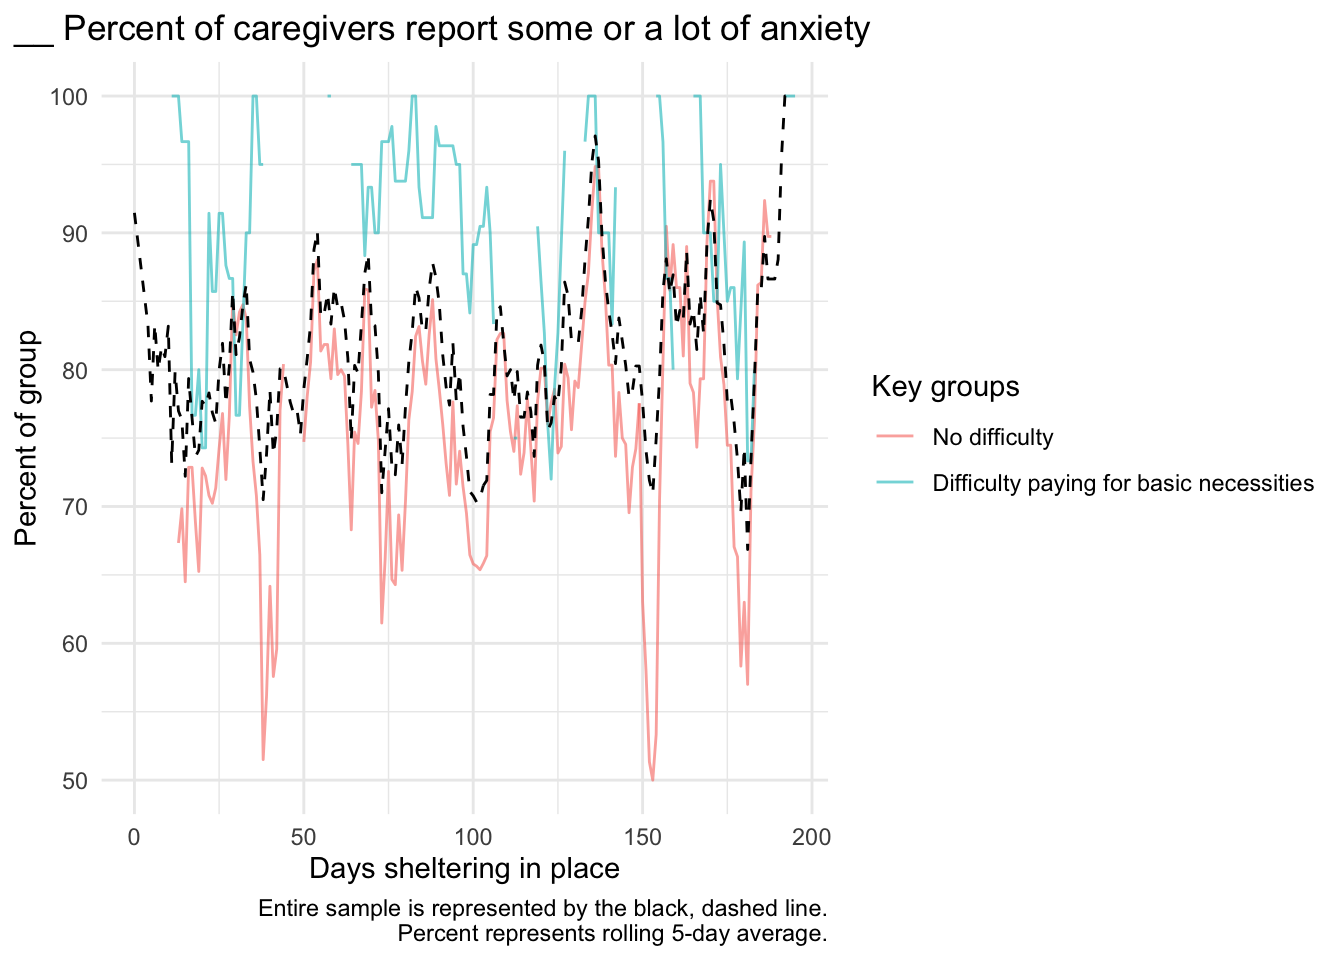 __ Percent of caregivers report some or a lot of anxiety
100
90
80
70
60
50
Percent of group
0 50 100 150 200
Days sheltering in place
Key groups
No difficulty
Difficulty paying for basic necessities
Entire sample is represented by the black, dashed line.
Percent represents rolling 5-day average.